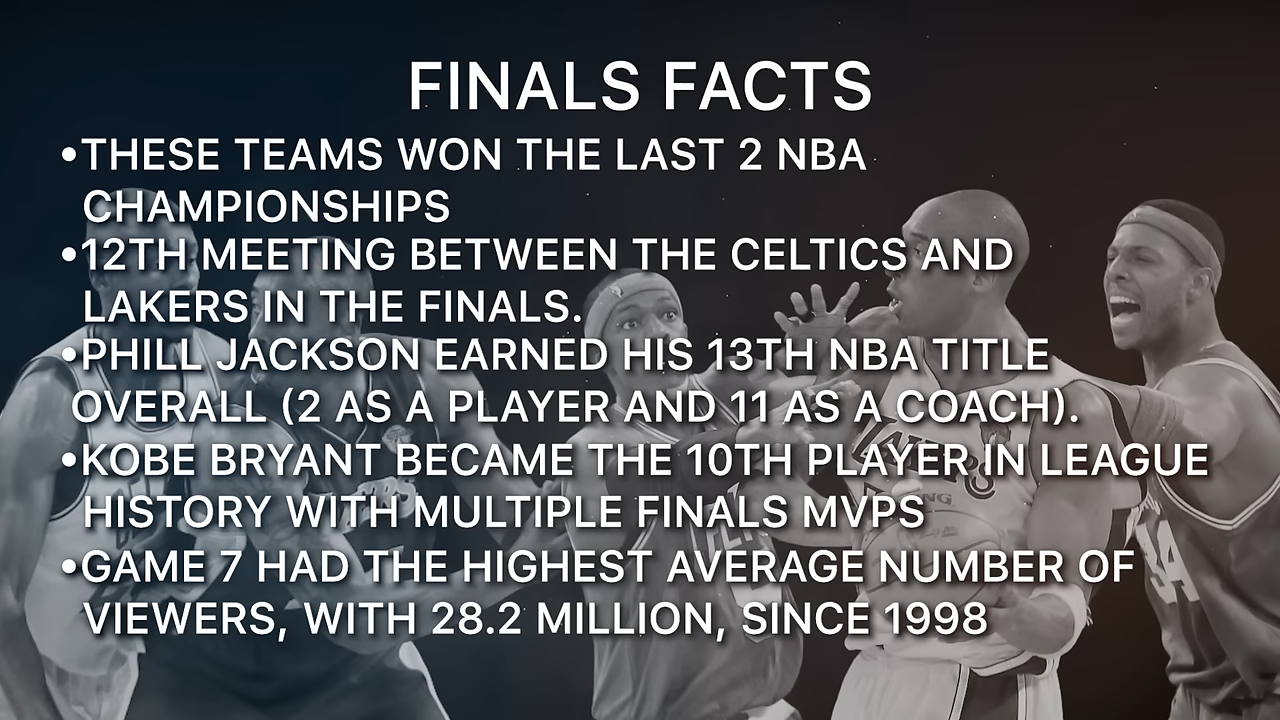 FINALS FACTS
•THESE TEAMS WON THE LAST 2 NBA
CHAMPIONSHIPS
•12TH MEETING BETWEEN THE CELTICS AND
LAKERS IN THE FINALS.
•PHILL JACKSON EARNED HIS 13TH NBA TITLE
OVERALL (2 AS A PLAYER AND 11 AS A COACH).
•KOBE BRYANT BECAME THE 10TH PLAYER IN LEAGUE
HISTORY WITH MULTIPLE FINALS MVPS
•GAME 7 HAD THE HIGHEST AVERAGE NUMBER OF
VIEWERS, WITH 28.2 MILLION, SINCE 1998